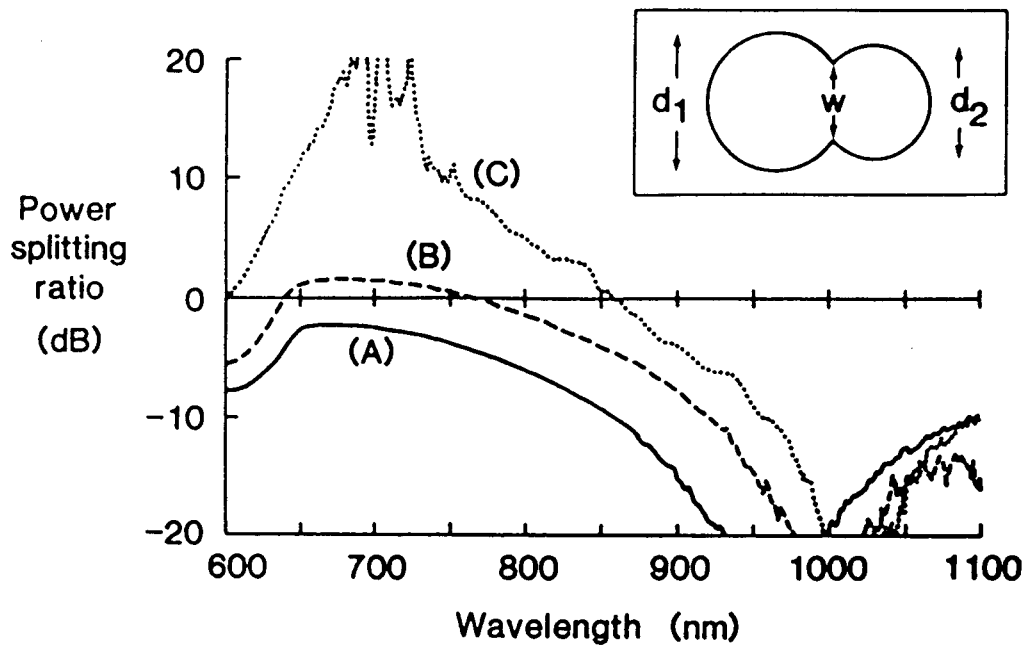 20
10
0
−10
−20
Power
splitting
ratio
(dB)
(C)
(B)
(A)
d1
w
d2
600
700
800
900
1000
1100
Wavelength (nm)